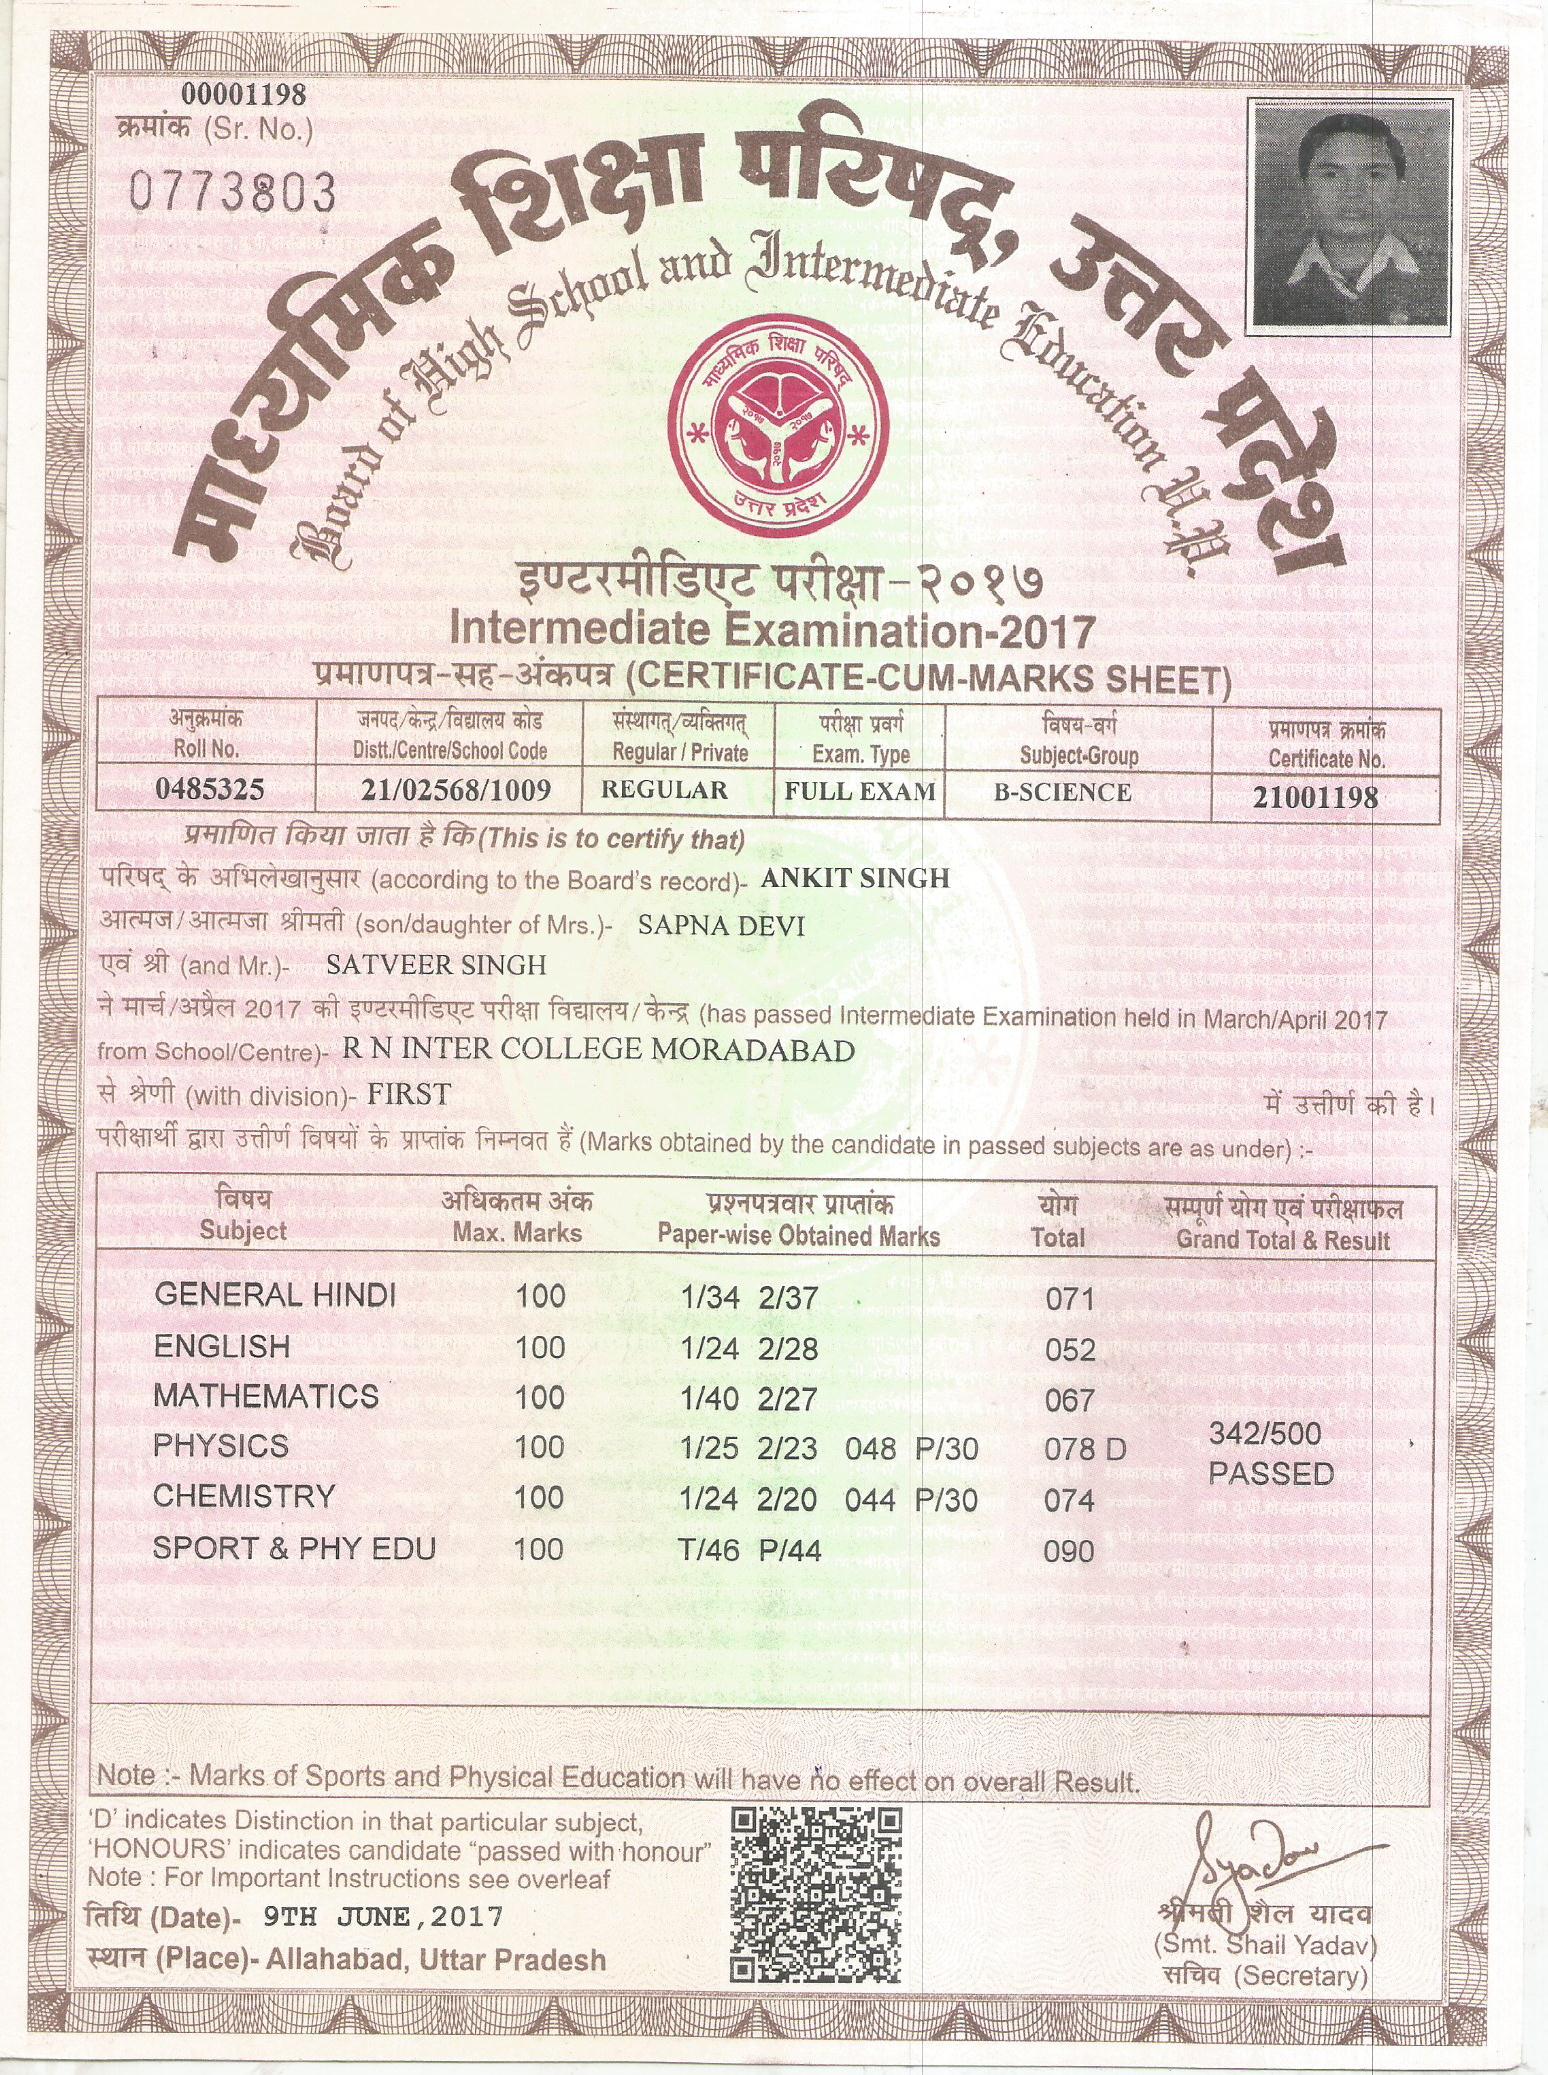 00001198
क्रमांक (Sr. No.)
0773803
माध्यमिक शिक्षा परिषद्, उत्तर प्रदेश
Board of High School and Intermediate Education U.P.
माध्यमिक शिक्षा परिषद्
२०१७ २०१७
२०१७
उत्तर प्रदेश
इण्टरमीडिएट परीक्षा-२०१७
Intermediate Examination-2017
प्रमाणपत्र-सह-अंकपत्र (CERTIFICATE-CUM-MARKS SHEET)
अनुक्रमांक जनपद/केन्द्र/विद्यालय कोड संस्थागत्/व्यक्तिगत् परीक्षा प्रवर्ग विषय-वर्ग प्रमाणपत्र क्रमांक
Roll No. Distt./Centre/School Code Regular / Private Exam. Type Subject-Group Certificate No.
0485325 21/02568/1009 REGULAR FULL EXAM B-SCIENCE 21001198
प्रमाणित किया जाता है कि (This is to certify that)
परिषद् के अभिलेखानुसार (according to the Board's record)- ANKIT SINGH
आत्मज/आत्मजा श्रीमती (son/daughter of Mrs.)- SAPNA DEVI
एवं श्री (and Mr.)- SATVEER SINGH
ने मार्च/अप्रैल 2017 की इण्टरमीडिएट परीक्षा विद्यालय/केन्द्र (has passed Intermediate Examination held in March/April 2017
from School/Centre)- R N INTER COLLEGE MORADABAD
से श्रेणी (with division)- FIRST में उत्तीर्ण की है।
परीक्षार्थी द्वारा उत्तीर्ण विषयों के प्राप्तांक निम्नवत हैं (Marks obtained by the candidate in passed subjects are as under) :-
विषय अधिकतम अंक प्रश्नपत्रवार प्राप्तांक योग सम्पूर्ण योग एवं परीक्षाफल
Subject Max. Marks Paper-wise Obtained Marks Total Grand Total & Result
GENERAL HINDI 100 1/34 2/37 071
ENGLISH 100 1/24 2/28 052
MATHEMATICS 100 1/40 2/27 067
PHYSICS 100 1/25 2/23 048 P/30 078 D 342/500
CHEMISTRY 100 1/24 2/20 044 P/30 074 PASSED
SPORT & PHY EDU 100 T/46 P/44 090
Note :- Marks of Sports and Physical Education will have no effect on overall Result.
'D' indicates Distinction in that particular subject,
'HONOURS' indicates candidate "passed with honour"
Note : For Important Instructions see overleaf
तिथि (Date)- 9TH JUNE,2017
स्थान (Place)- Allahabad, Uttar Pradesh
Syadav
श्रीमती शैल यादव
(Smt. Shail Yadav)
सचिव (Secretary)